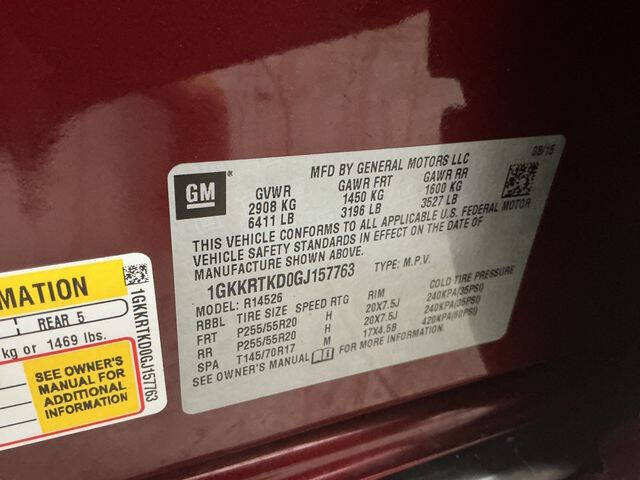 GM
MFD BY GENERAL MOTORS LLC 08/15
GVWR GAWR FRT GAWR RR
2908 KG 1450 KG 1600 KG
6411 LB 3196 LB 3527 LB
THIS VEHICLE CONFORMS TO ALL APPLICABLE U.S. FEDERAL MOTOR
VEHICLE SAFETY STANDARDS IN EFFECT ON THE DATE OF
MANUFACTURE SHOWN ABOVE.
1GKKRTKD0GJ157763 TYPE: M.P.V.
MODEL: R14526
RBBL TIRE SIZE SPEED RTG RIM COLD TIRE PRESSURE
FRT P255/55R20 H 20X7.5J 240KPA(35PSI)
RR P255/55R20 H 20X7.5J 240KPA(35PSI)
SPA T145/70R17 M 17X4.5B 420KPA(60PSI)
SEE OWNER'S MANUAL FOR MORE INFORMATION.
MATION
REAR 5
kg or 1469 lbs.
SEE OWNER'S
MANUAL FOR
ADDITIONAL
INFORMATION
1GKKRTKD0GJ157763